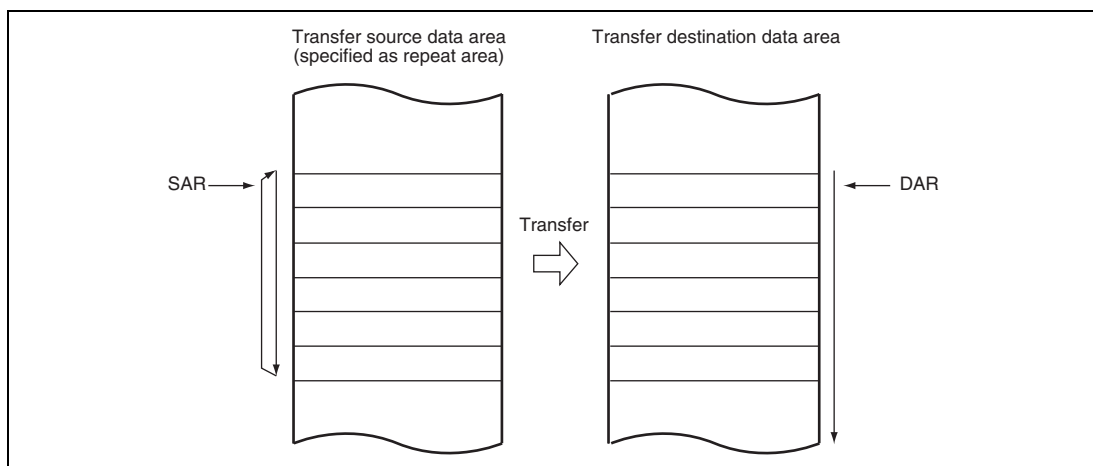 Transfer source data area
(specified as repeat area)
Transfer destination data area
SAR
Transfer
DAR